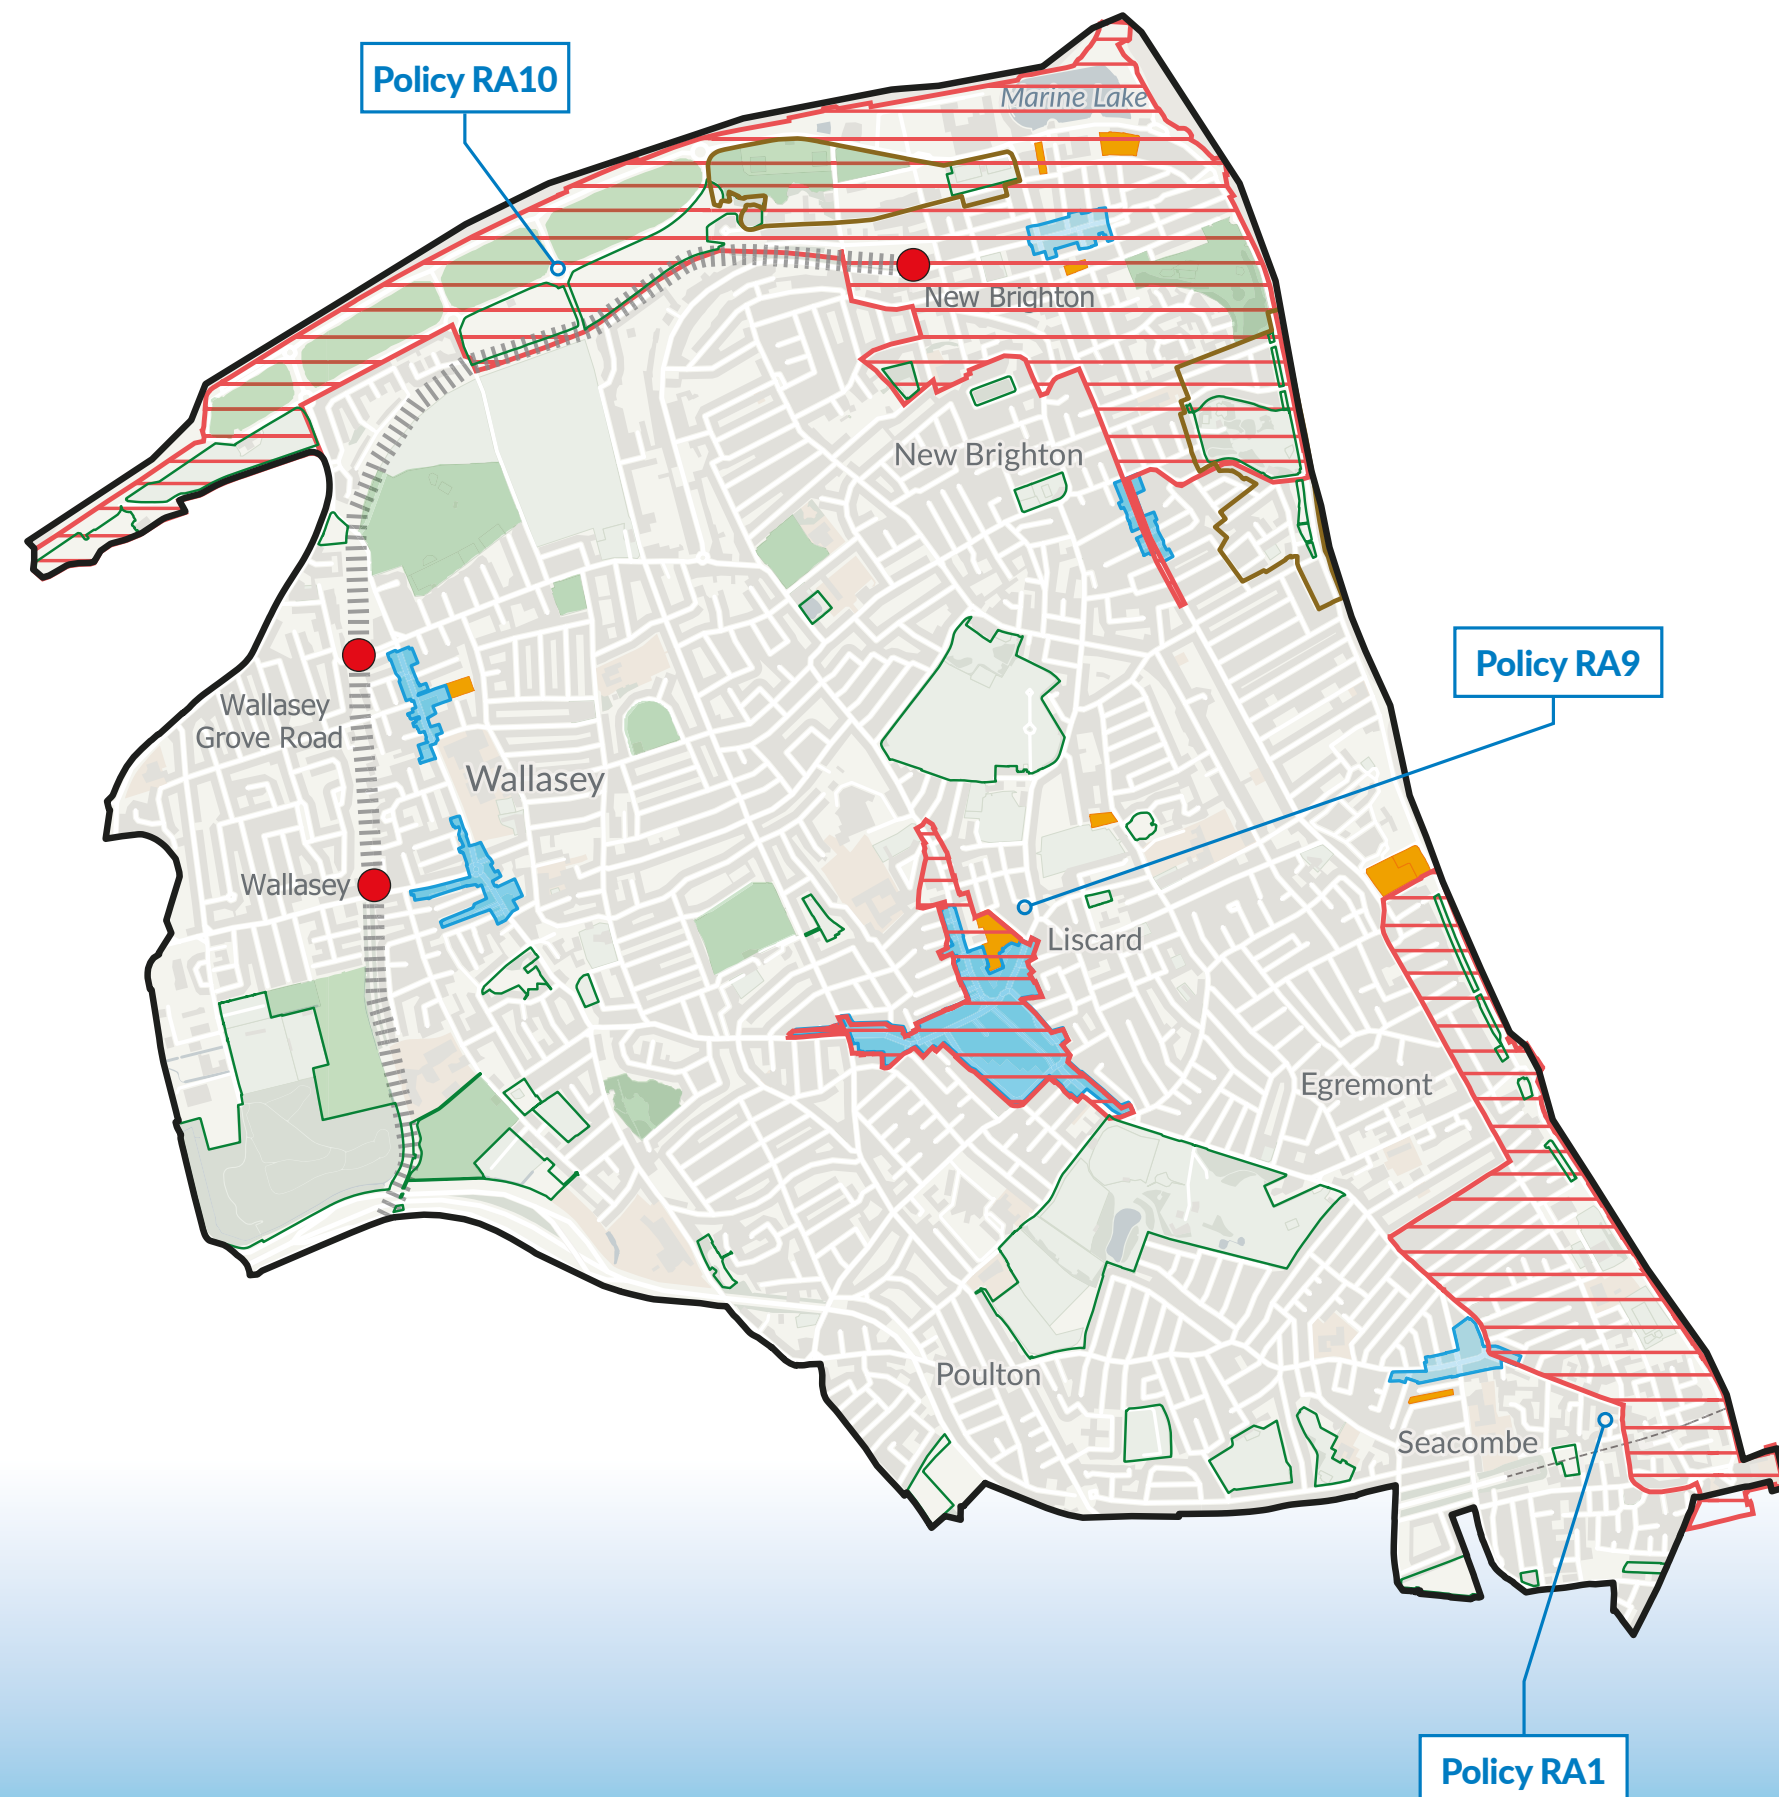 Policy RA10
Marine Lake
New Brighton
New Brighton
Policy RA9
Wallasey
Grove Road
Wallasey
Wallasey
Liscard
Egremont
Poulton
Seacombe
Policy RA1